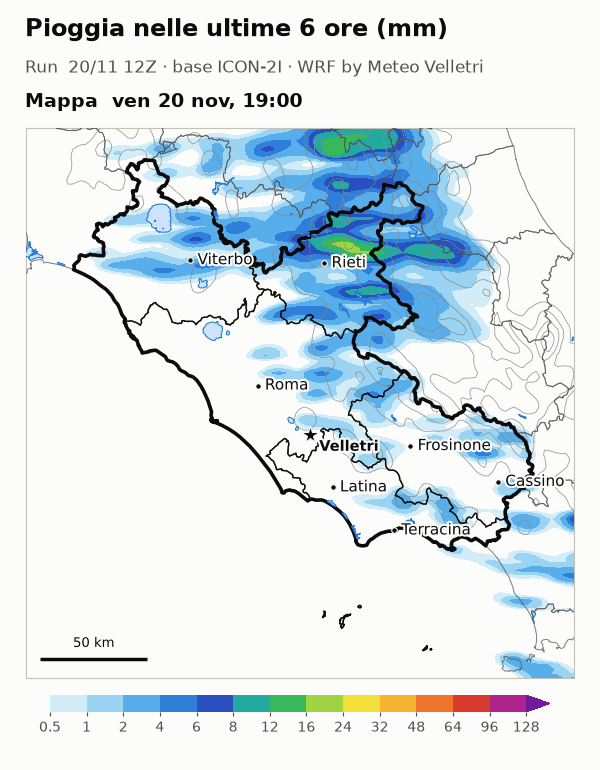 Pioggia nelle ultime 6 ore (mm)
Run  20/11 12Z · base ICON-2I · WRF by Meteo Velletri
Mappa  ven 20 nov, 19:00
Viterbo
Rieti
Roma
Velletri
Frosinone
Latina
Cassino
Terracina
50 km
0.5 1 2 4 6 8 12 16 24 32 48 64 96 128